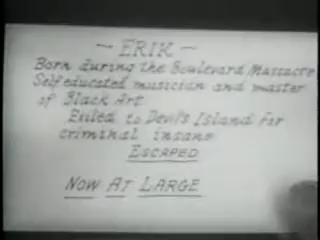 - ERIK -
Born during the Boulevard Massacre
Self educated musician and master
of Black Art
Exiled to Devil's Island for
criminal insane
ESCAPED
NOW AT LARGE